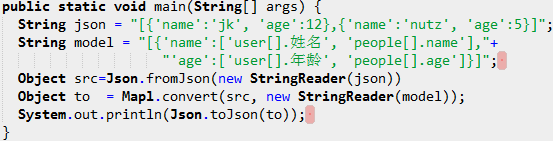 public static void main(String[] args) {
String json = "[{'name':'jk', 'age':12},{'name':'nutz', 'age':5}]";
String model = "[{'name':['user[].姓名', 'people[].name'],"+
"'age':['user[].年龄', 'people[].age']}]";
Object src=Json.fromJson(new StringReader(json))
Object to = Mapl.convert(src, new StringReader(model));
System.out.println(Json.toJson(to));
}